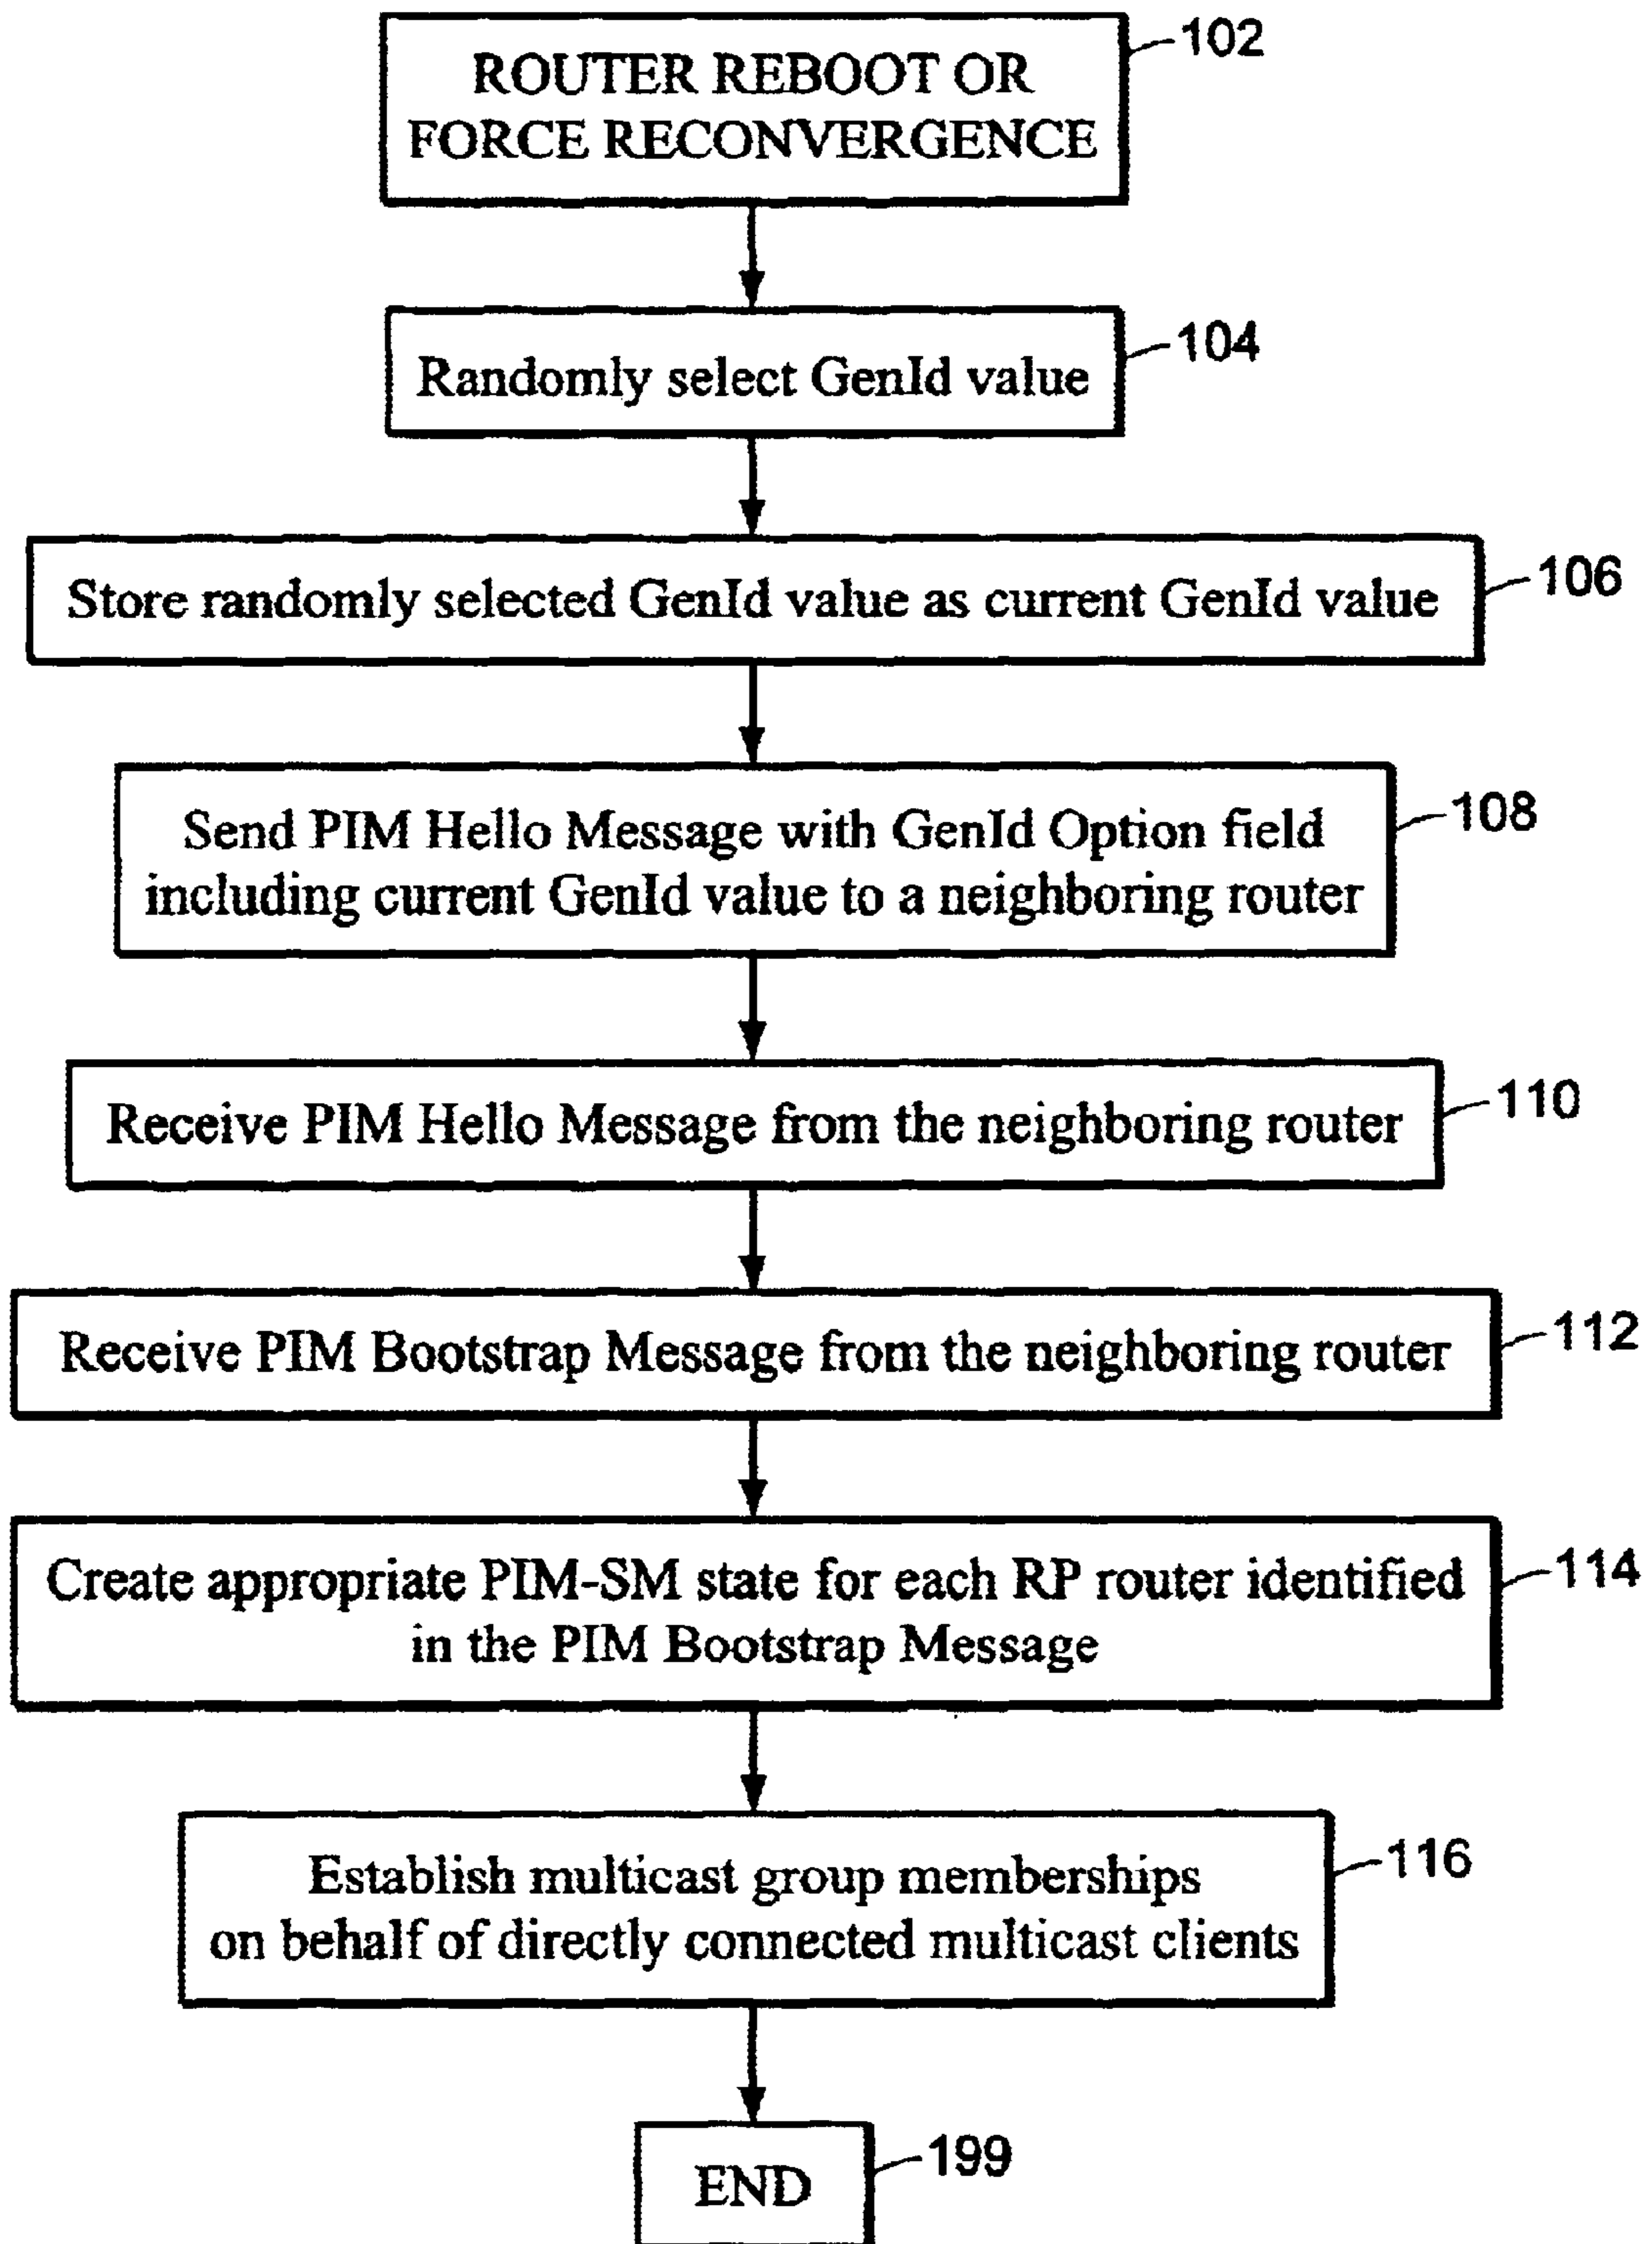 ROUTER REBOOT OR
FORCE RECONVERGENCE
102
Randomly select GenId value
104
Store randomly selected GenId value as current GenId value
106
Send PIM Hello Message with GenId Option field
including current GenId value to a neighboring router
108
Receive PIM Hello Message from the neighboring router
110
Receive PIM Bootstrap Message from the neighboring router
112
Create appropriate PIM-SM state for each RP router identified
in the PIM Bootstrap Message
114
Establish multicast group memberships
on behalf of directly connected multicast clients
116
END
199